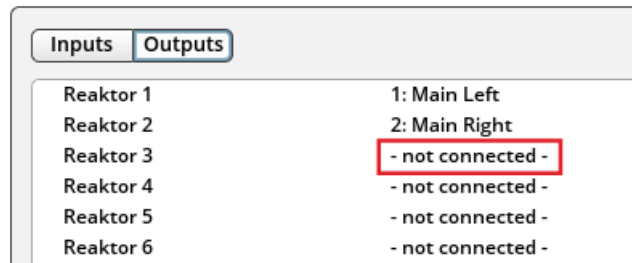 Inputs Outputs
Reaktor 1 1: Main Left
Reaktor 2 2: Main Right
Reaktor 3 - not connected -
Reaktor 4 - not connected -
Reaktor 5 - not connected -
Reaktor 6 - not connected -